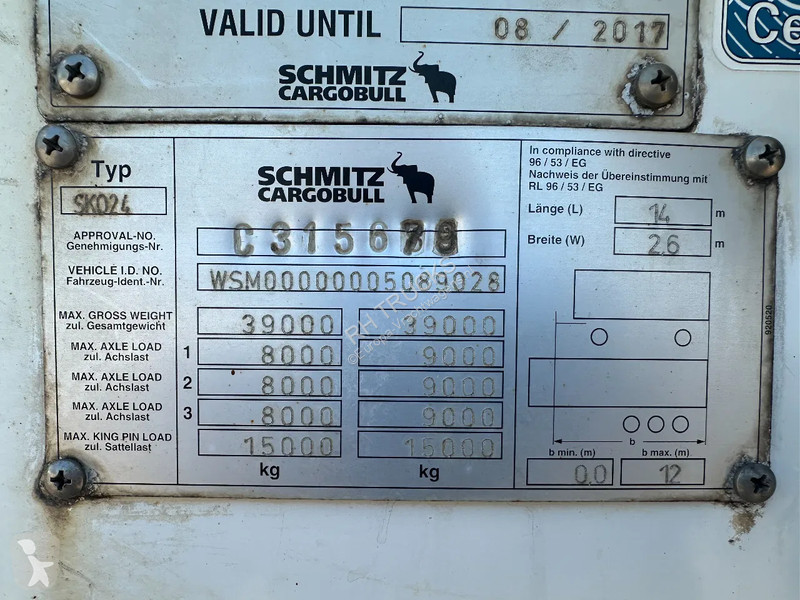 VALID UNTIL 08 / 2017
SCHMITZ
CARGOBULL
Ce
Typ
SKO24
SCHMITZ
CARGOBULL
In compliance with directive
96 / 53 / EG
Nachweis der Übereinstimmung mit
RL 96 / 53 / EG
Länge (L) 14 m
Breite (W) 2.6 m
APPROVAL-NO.
Genehmigungs-Nr.
VEHICLE I.D. NO.
Fahrzeug-Ident.-Nr.
WSM00000005089028
MAX. GROSS WEIGHT
zul. Gesamtgewicht
39000 39000
MAX. AXLE LOAD
zul. Achslast
1 8000 9000
MAX. AXLE LOAD
zul. Achslast
2 8000 9000
MAX. AXLE LOAD
zul. Achslast
3 8000 9000
MAX. KING PIN LOAD
zul. Sattellast
15000 15000
kg kg
b
b min. (m) b max. (m)
0.0 12
920520
PH TRUCKS